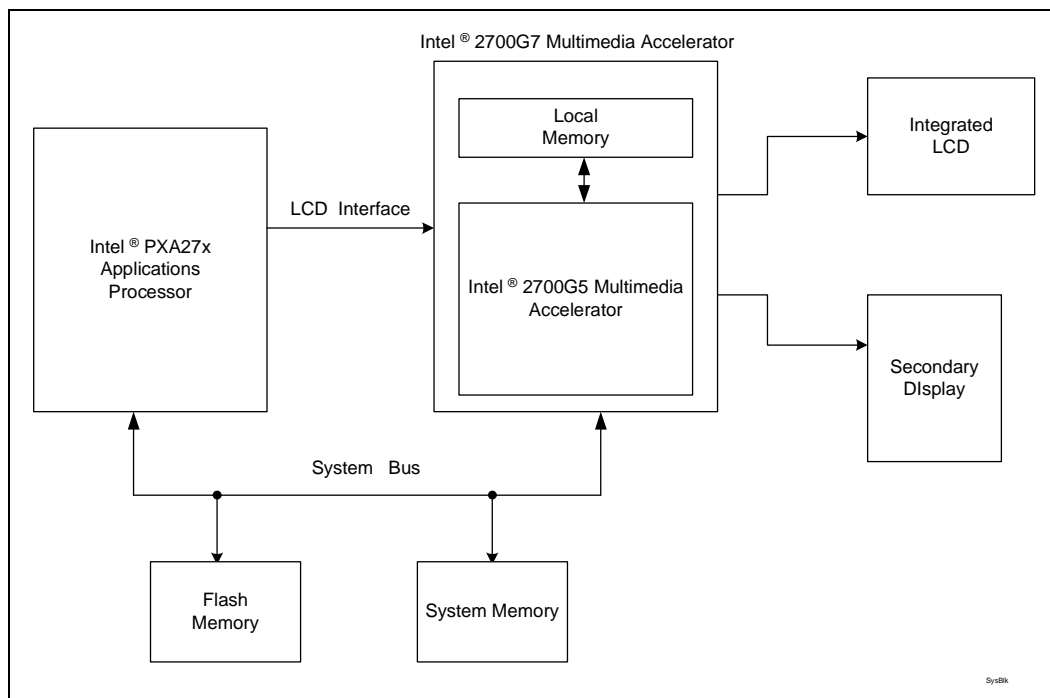 Intel ® 2700G7 Multimedia Accelerator
Local
Memory
Integrated
LCD
LCD Interface
Intel ® PXA27x
Applications
Processor
Intel ® 2700G5 Multimedia
Accelerator
Secondary
DIsplay
System Bus
Flash
Memory
System Memory
SysBlk